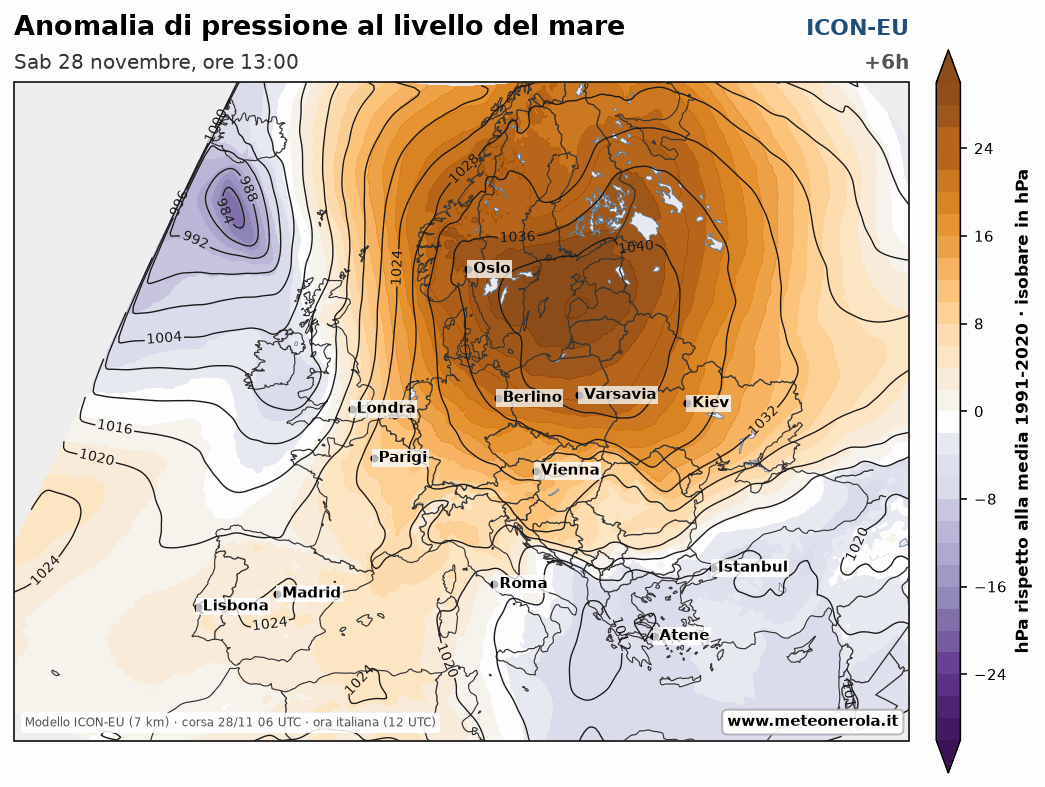 Anomalia di pressione al livello del mare
ICON-EU
Sab 28 novembre, ore 13:00
+6h
1000
996
988
984
992
1004
1016
1020
1024
1028
1036
1040
1024
1032
1020
1024
1024
1020
Oslo
Londra
Berlino
Varsavia
Kiev
Parigi
Vienna
Roma
Istanbul
Madrid
Lisbona
Atene
24
16
8
0
−8
−16
−24
hPa rispetto alla media 1991-2020 · isobare in hPa
Modello ICON-EU (7 km) · corsa 28/11 06 UTC · ora italiana (12 UTC)
www.meteonerola.it